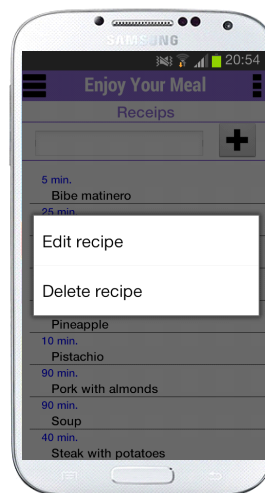 SAMSUNG
20:54
Enjoy Your Meal
Receips
5 min.
Bibe matinero
25 min.
Edit recipe
Delete recipe
Pineapple
10 min.
Pistachio
90 min.
Pork with almonds
90 min.
Soup
40 min.
Steak with potatoes